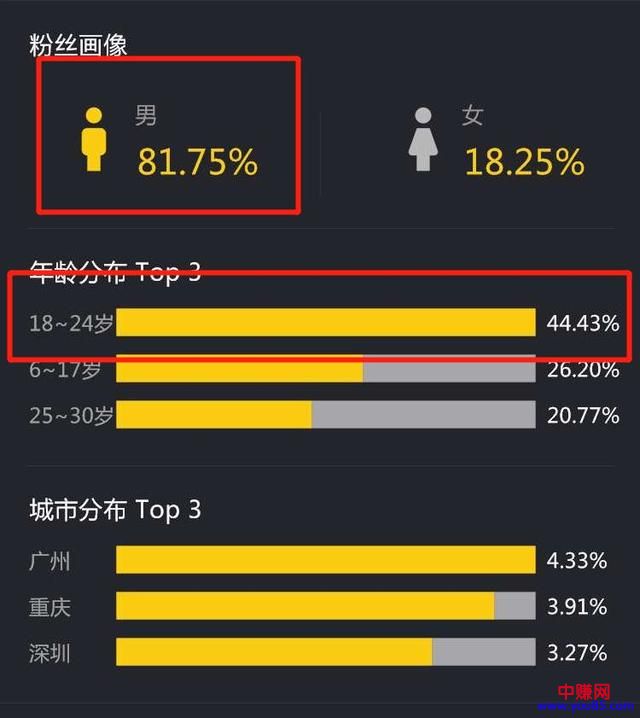 粉丝画像
男 女
81.75% 18.25%
年龄分布 Top 3
18~24岁 44.43%
6~17岁 26.20%
25~30岁 20.77%
城市分布 Top 3
广州 4.33%
重庆 3.91%
深圳 3.27%
中赚网